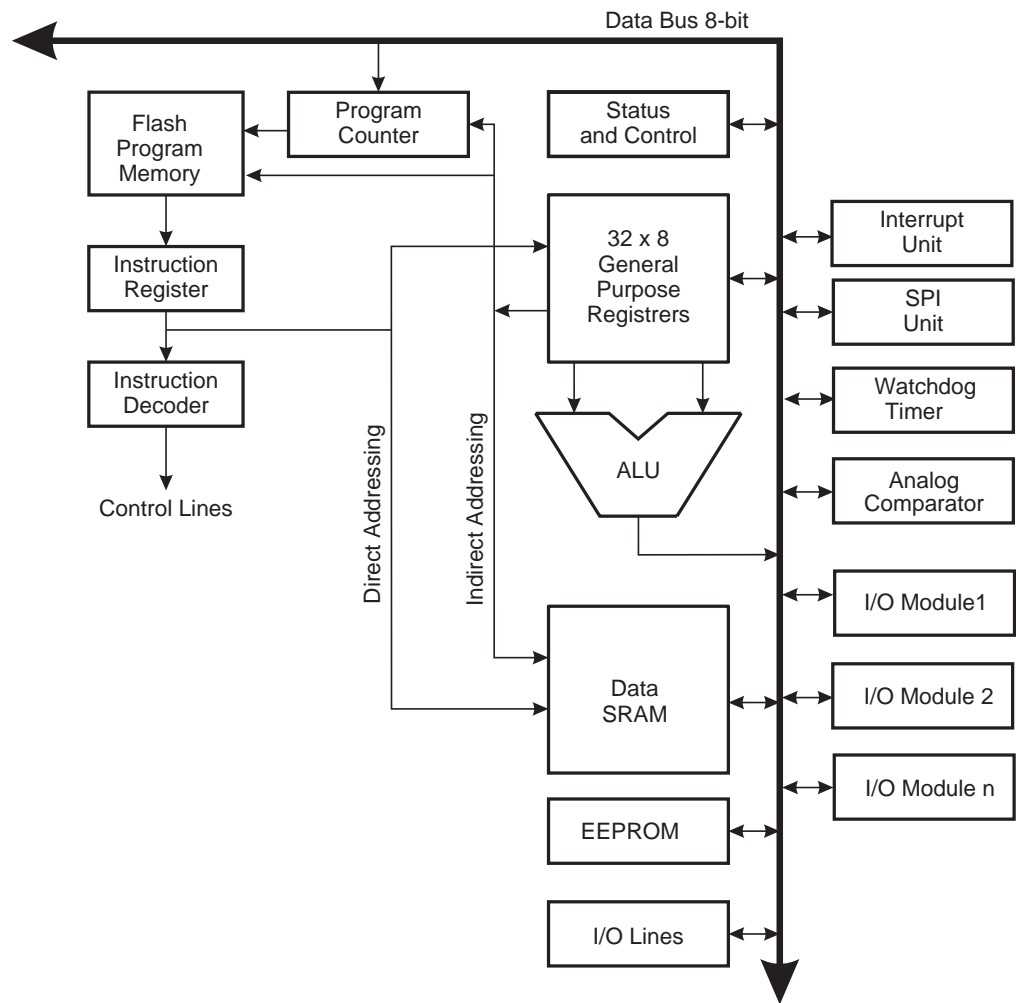 Data Bus 8-bit
Flash
Program
Memory
Program
Counter
Status
and Control
32 x 8
General
Purpose
Registrers
Interrupt
Unit
Instruction
Register
SPI
Unit
Instruction
Decoder
Watchdog
Timer
Control Lines
Direct Addressing
Indirect Addressing
ALU
Analog
Comparator
I/O Module1
Data
SRAM
I/O Module 2
I/O Module n
EEPROM
I/O Lines